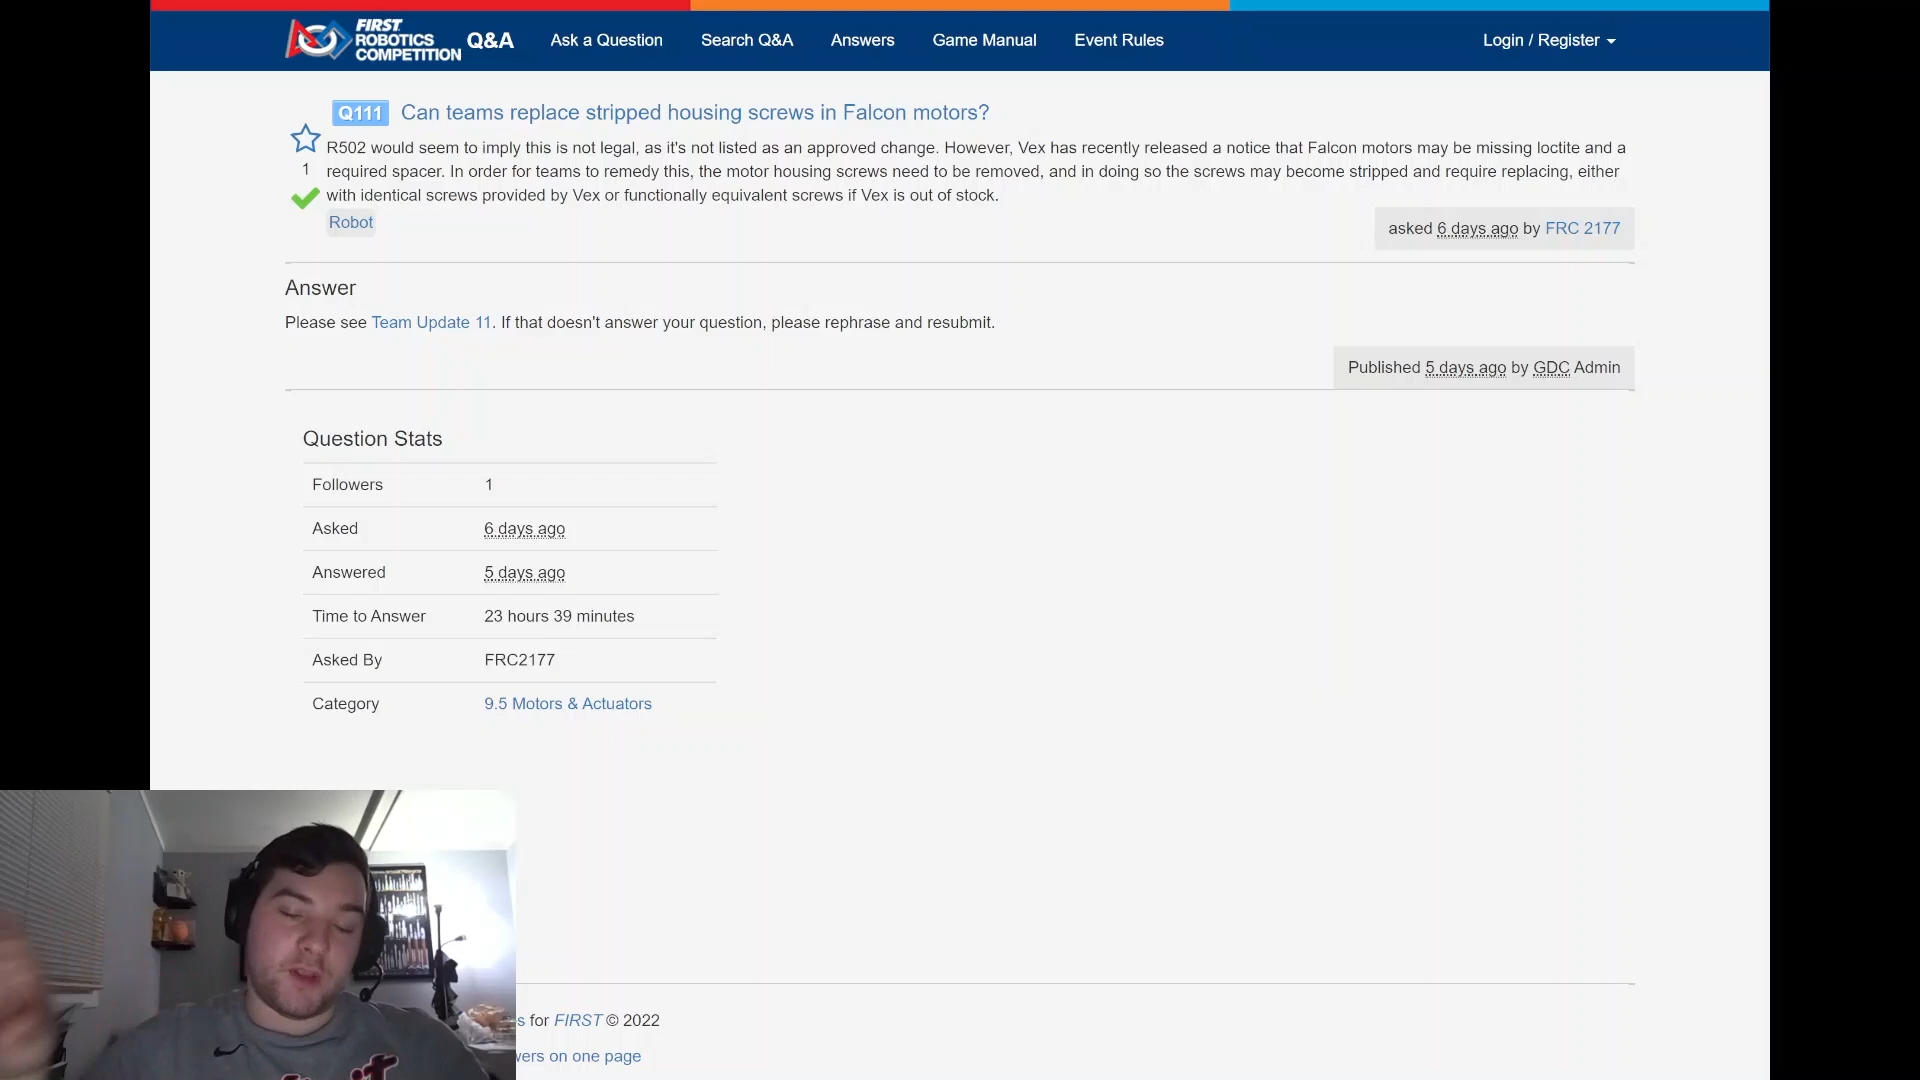 FIRST
ROBOTICS
COMPETITION
Q&A
Ask a Question
Search Q&A
Answers
Game Manual
Event Rules
Login / Register
Q111 Can teams replace stripped housing screws in Falcon motors?
1
R502 would seem to imply this is not legal, as it's not listed as an approved change. However, Vex has recently released a notice that Falcon motors may be missing loctite and a
required spacer. In order for teams to remedy this, the motor housing screws need to be removed, and in doing so the screws may become stripped and require replacing, either
with identical screws provided by Vex or functionally equivalent screws if Vex is out of stock.
Robot
asked 6 days ago by FRC 2177
Answer
Please see Team Update 11. If that doesn't answer your question, please rephrase and resubmit.
Published 5 days ago by GDC Admin
Question Stats
Followers 1
Asked 6 days ago
Answered 5 days ago
Time to Answer 23 hours 39 minutes
Asked By FRC2177
Category 9.5 Motors & Actuators
for FIRST © 2022
on one page